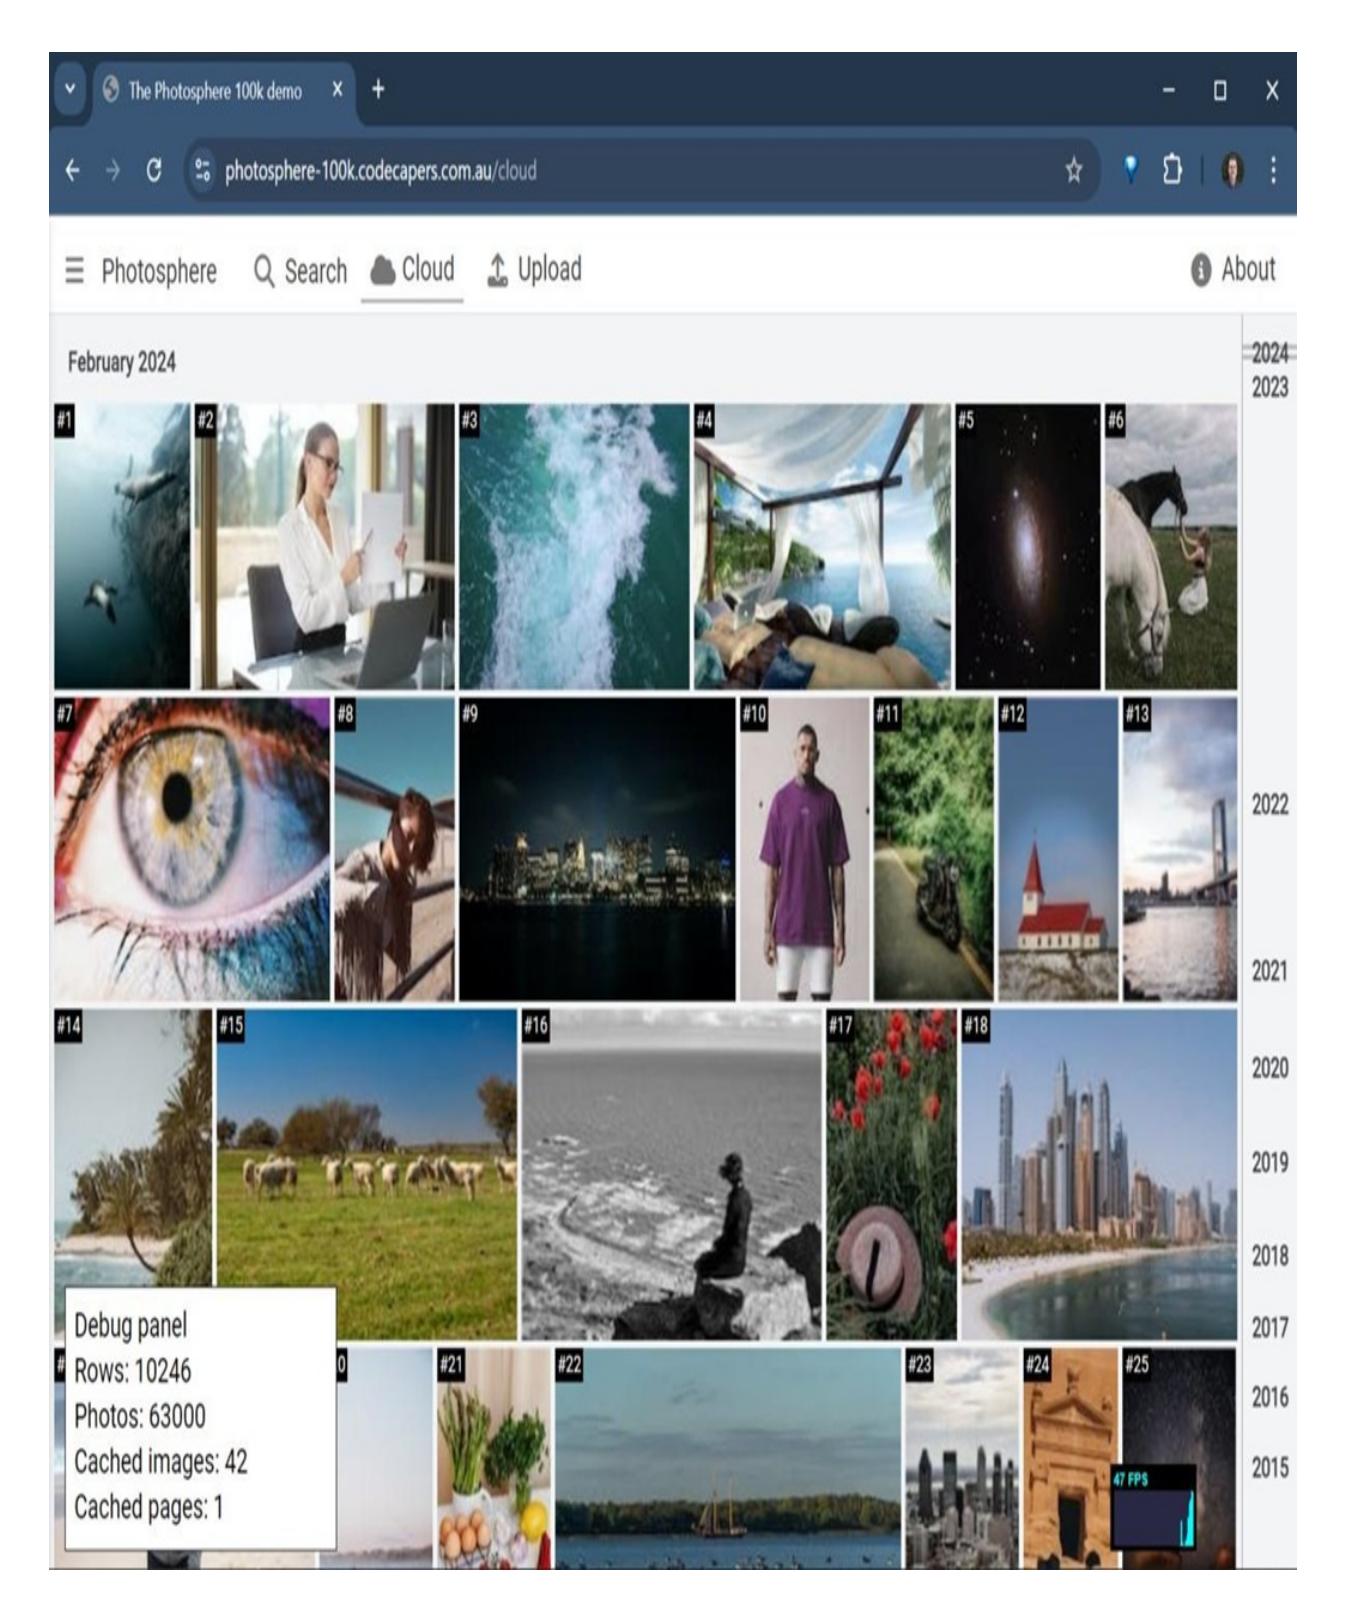 The Photosphere 100k demo
photosphere-100k.codecapers.com.au/cloud
Photosphere Search Cloud Upload About
February 2024
2024
2023
#1 #2 #3 #4 #5 #6
#7 #8 #9 #10 #11 #12 #13
2022
2021
#14 #15 #16 #17 #18
2020
2019
2018
2017
#21 #22 #23 #24 #25
2016
2015
Debug panel
Rows: 10246
Photos: 63000
Cached images: 42
Cached pages: 1
47 FPS